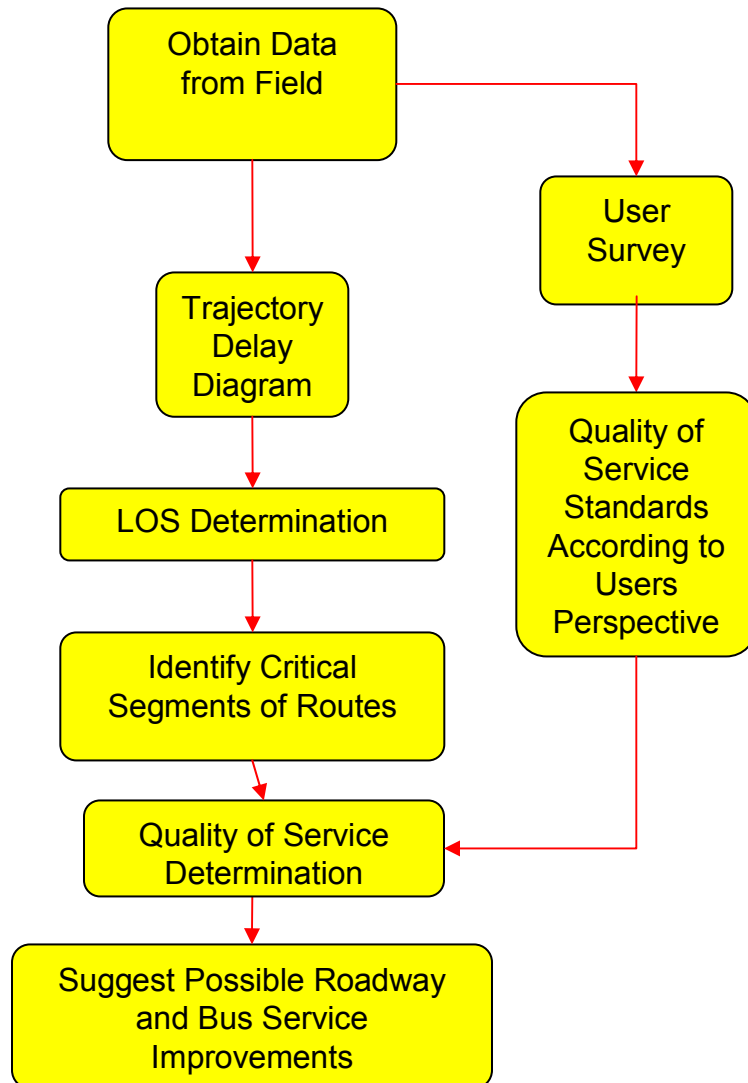 Obtain Data
from Field
User
Survey
Trajectory
Delay
Diagram
Quality of
Service
Standards
According to
Users
Perspective
LOS Determination
Identify Critical
Segments of Routes
Quality of Service
Determination
Suggest Possible Roadway
and Bus Service
Improvements